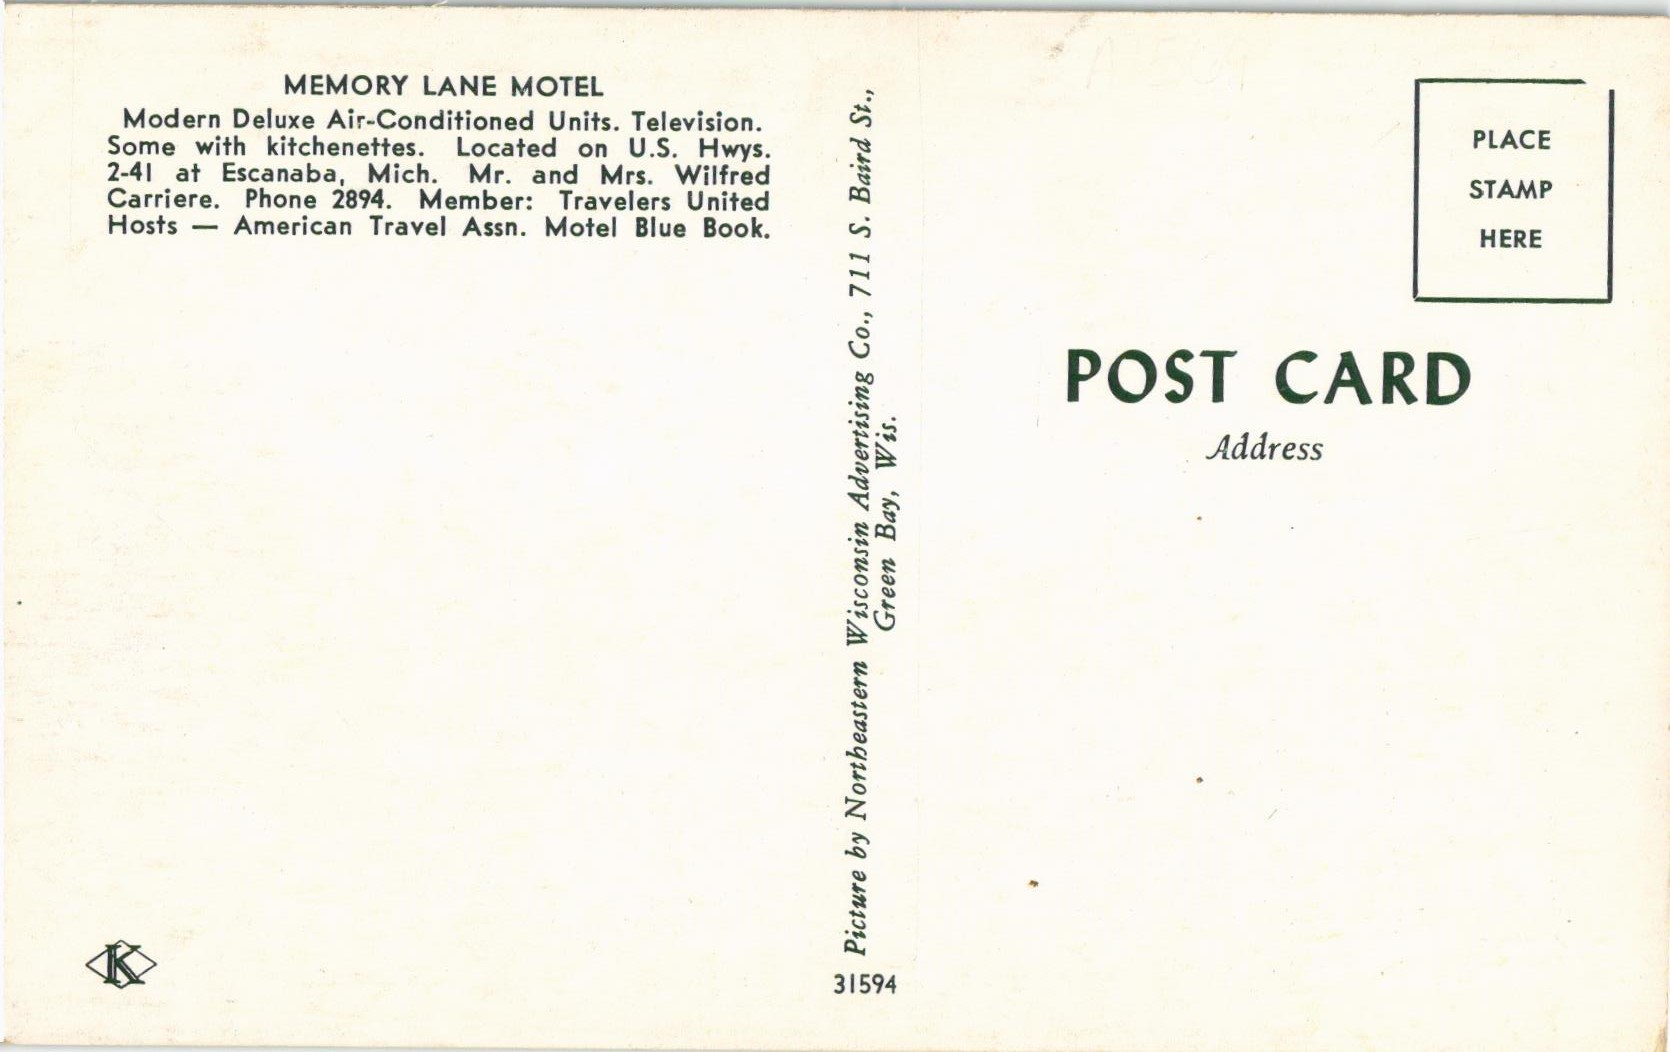 MEMORY LANE MOTEL
Modern Deluxe Air-Conditioned Units. Television.
Some with kitchenettes. Located on U.S. Hwys.
2-41 at Escanaba, Mich. Mr. and Mrs. Wilfred
Carriere. Phone 2894. Member: Travelers United
Hosts — American Travel Assn. Motel Blue Book.
K
Picture by Northeastern Wisconsin Advertising Co., 711 S. Baird St.,
Green Bay, Wis.
31594
PLACE
STAMP
HERE
POST CARD
Address